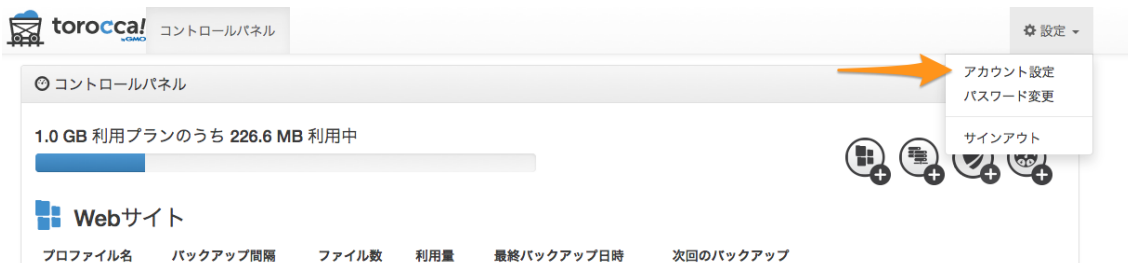 torocca! コントロールパネル 設定
by GMO
アカウント設定
コントロールパネル
パスワード変更
サインアウト
1.0 GB 利用プランのうち 226.6 MB 利用中
Webサイト
プロファイル名 バックアップ間隔 ファイル数 利用量 最終バックアップ日時 次回のバックアップ